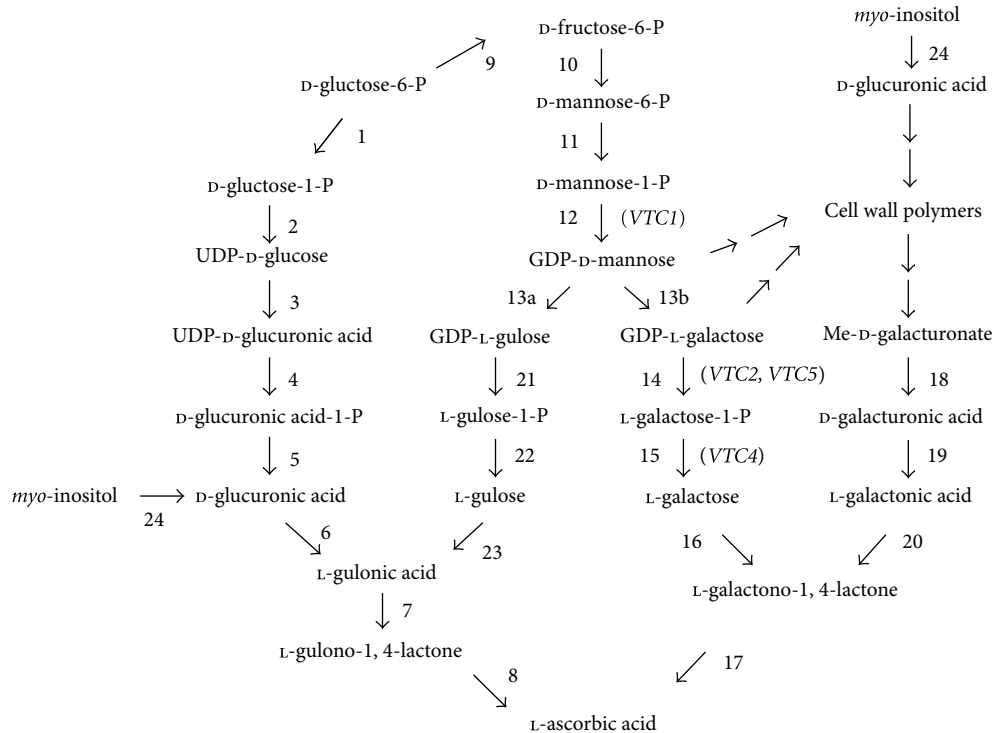 D-fructose-6-P
myo-inositol
9
10
24
D-gluctose-6-P
D-glucuronic acid
D-mannose-6-P
1
11
D-gluctose-1-P
D-mannose-1-P
Cell wall polymers
2
12
(VTC1)
UDP-D-glucose
GDP-D-mannose
3
13a
13b
UDP-D-glucuronic acid
GDP-L-gulose
GDP-L-galactose
Me-D-galacturonate
4
21
14
(VTC2, VTC5)
18
D-glucuronic acid-1-P
L-gulose-1-P
L-galactose-1-P
D-galacturonic acid
5
22
15
(VTC4)
19
myo-inositol
D-glucuronic acid
L-gulose
L-galactose
L-galactonic acid
24
6
23
16
20
L-gulonic acid
L-galactono-1, 4-lactone
7
L-gulono-1, 4-lactone
8
17
L-ascorbic acid